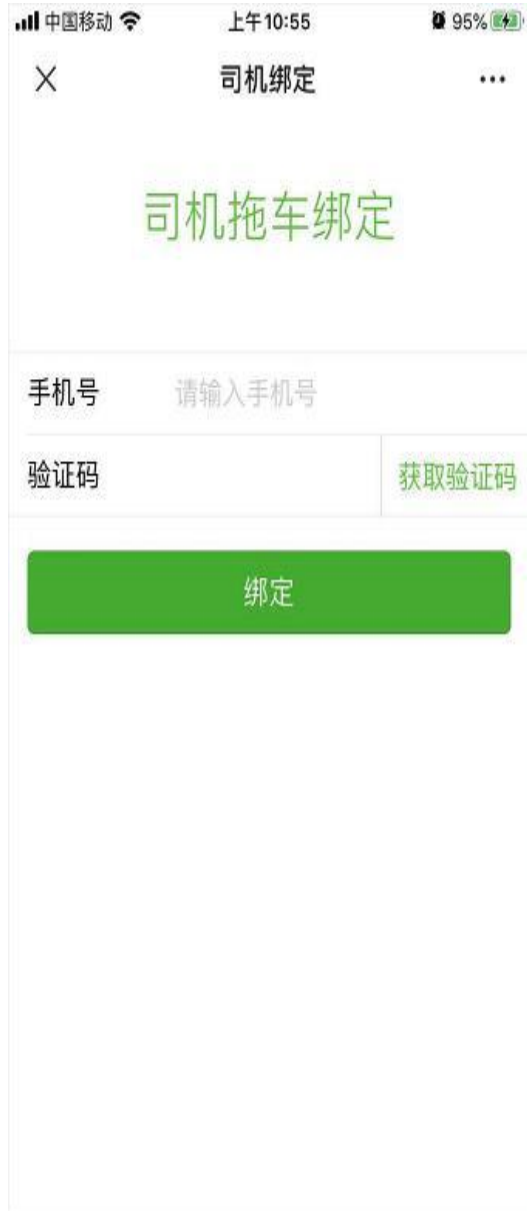 中国移动 上午10:55 95%
司机绑定
司机拖车绑定
手机号 请输入手机号
验证码 获取验证码
绑定